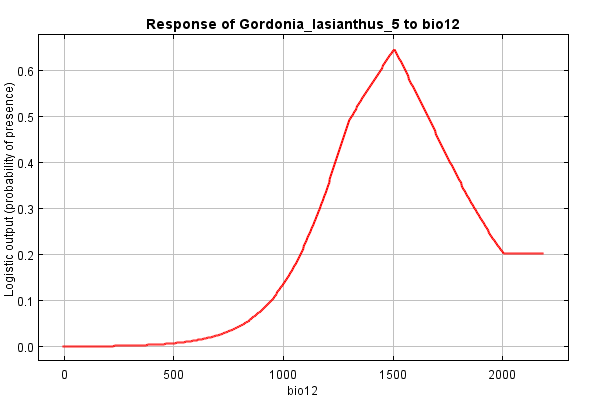 Response of Gordonia_lasianthus_5 to bio12
Logistic output (probability of presence)
0.6
0.5
0.4
0.3
0.2
0.1
0.0
0 500 1000 1500 2000
bio12